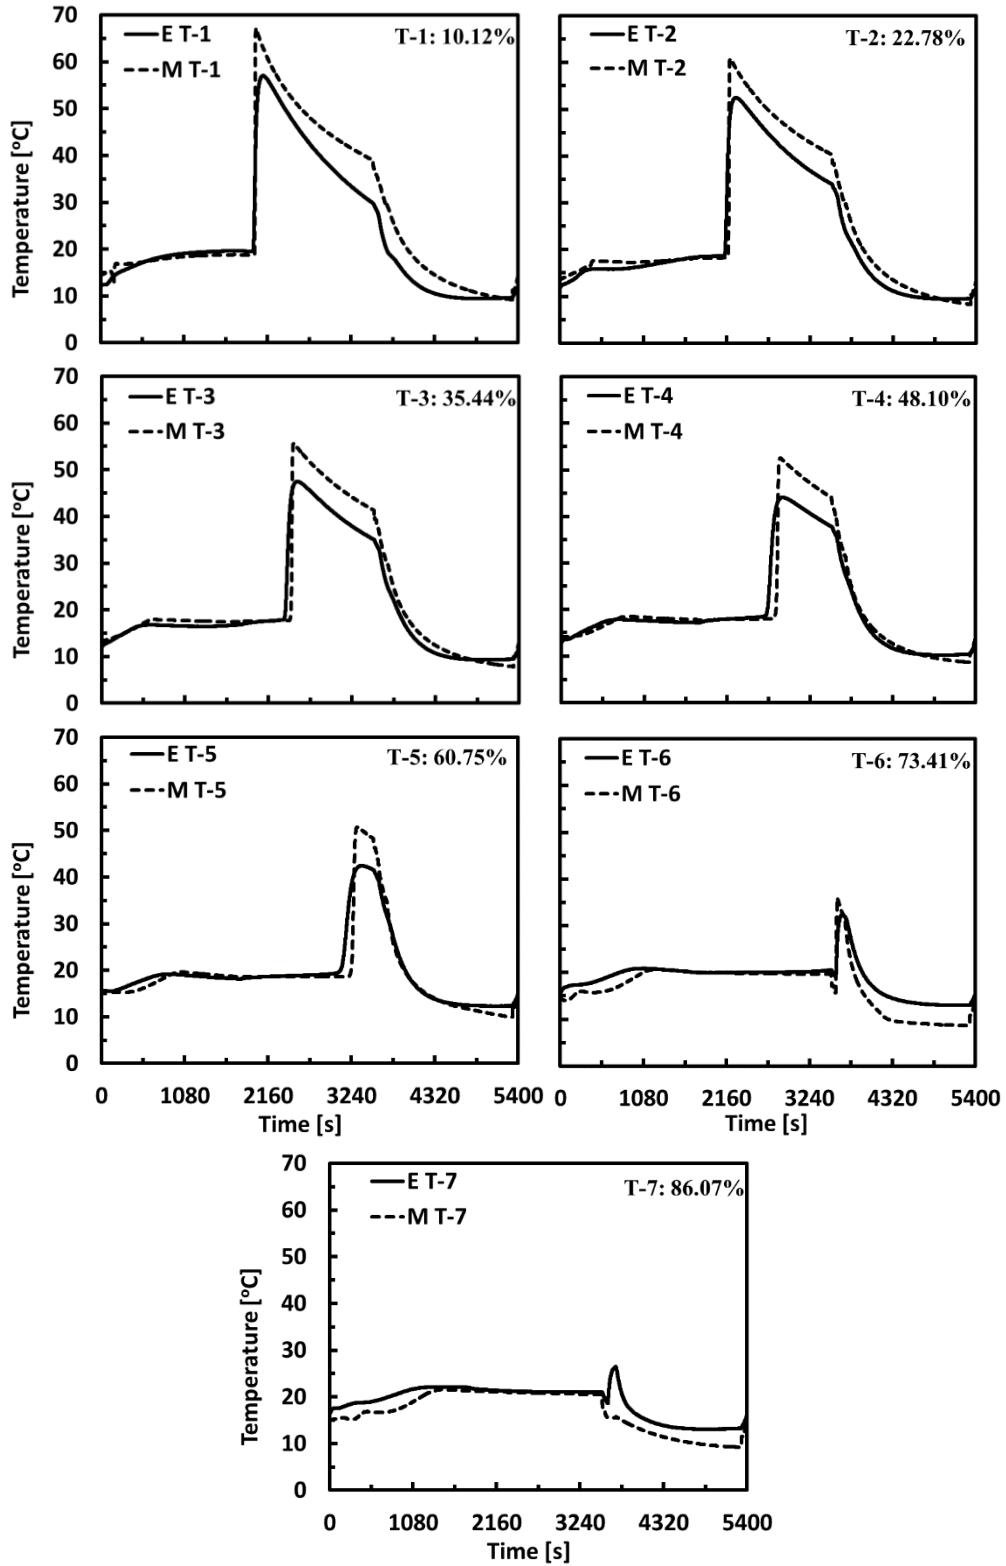 E T-1
M T-1
T-1: 10.12%
Temperature [ºC]
70
60
50
40
30
20
10
0
E T-2
M T-2
T-2: 22.78%
E T-3
M T-3
T-3: 35.44%
Temperature [ºC]
70
60
50
40
30
20
10
0
E T-4
M T-4
T-4: 48.10%
E T-5
M T-5
T-5: 60.75%
Temperature [ºC]
70
60
50
40
30
20
10
0
0 1080 2160 3240 4320 5400
Time [s]
E T-6
M T-6
T-6: 73.41%
0 1080 2160 3240 4320 5400
Time [s]
E T-7
M T-7
T-7: 86.07%
Temperature [ºC]
70
60
50
40
30
20
10
0
0 1080 2160 3240 4320 5400
Time [s]